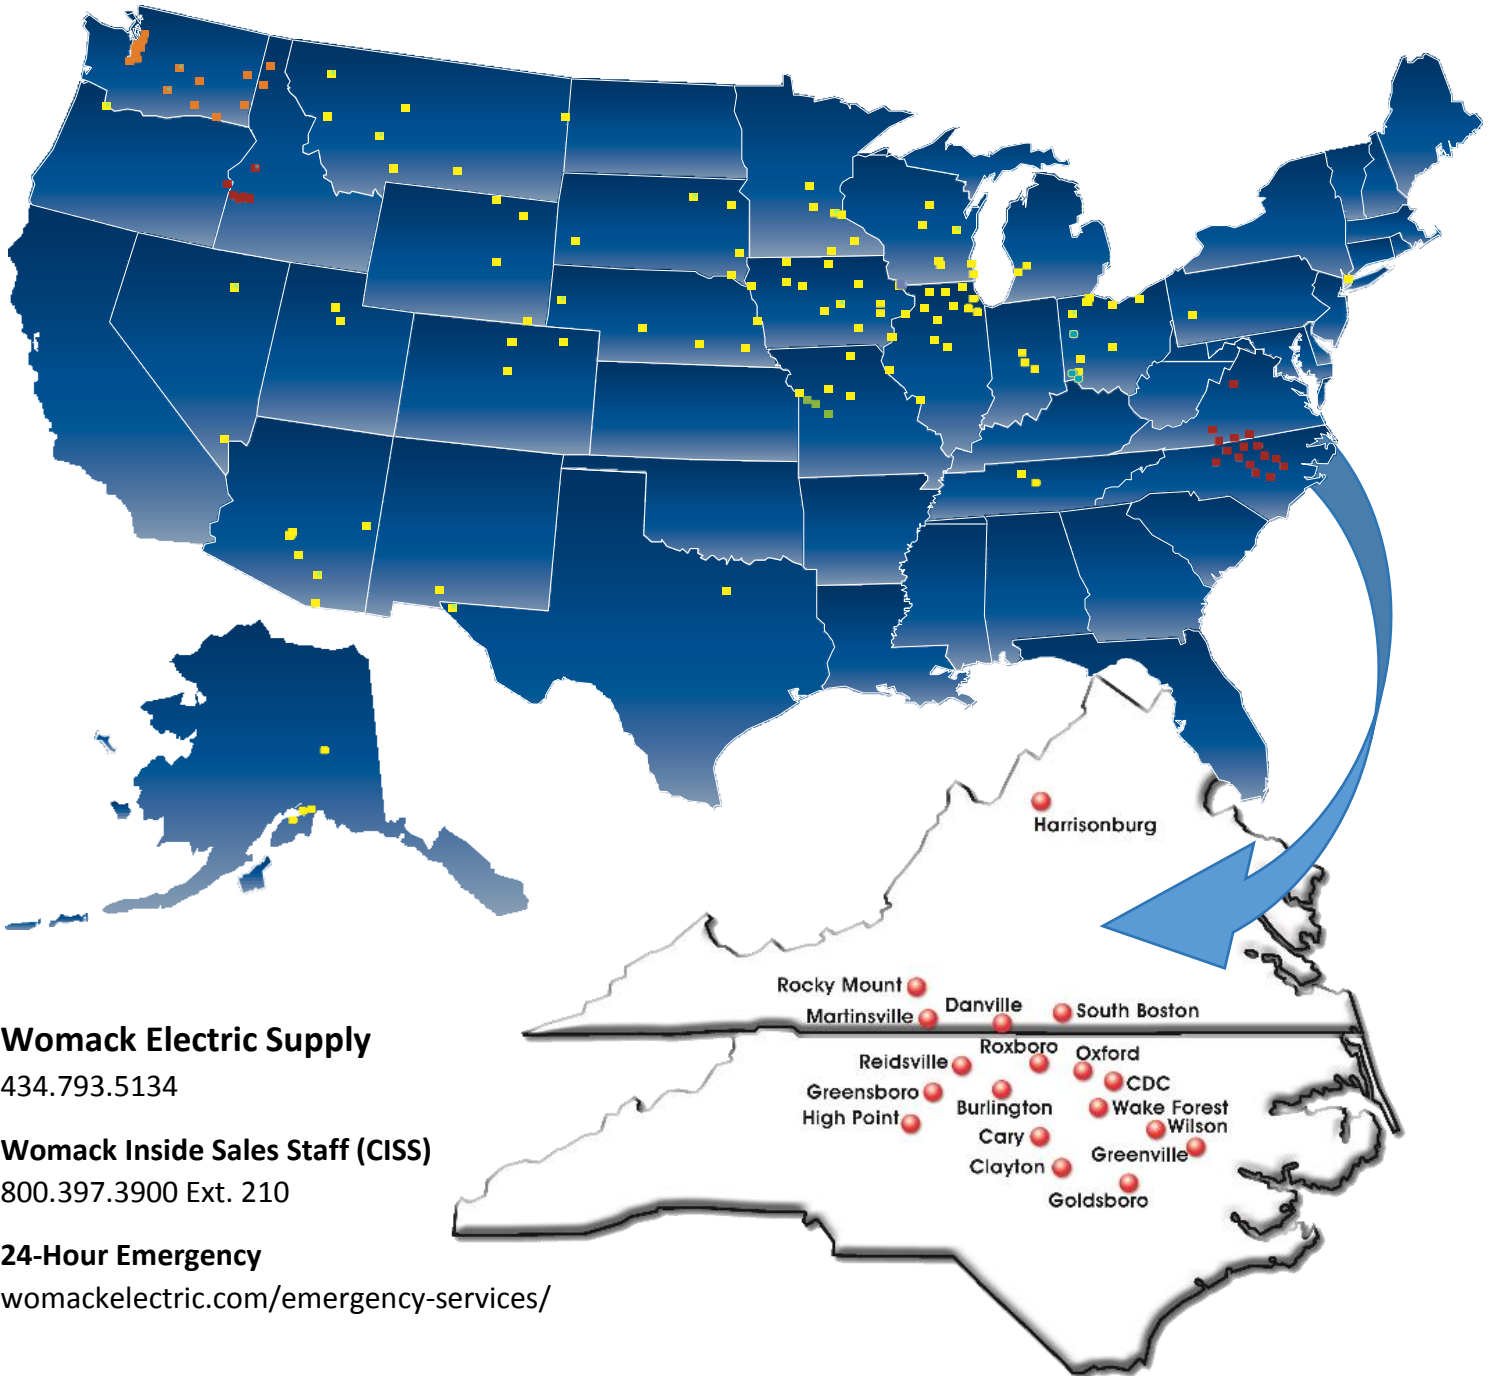 Harrisonburg
Rocky Mount
Martinsville
Danville
South Boston
Reidsville
Roxboro
Oxford
CDC
Greensboro
Burlington
Wake Forest
High Point
Wilson
Cary
Greenville
Clayton
Goldsboro
Womack Electric Supply
434.793.5134
Womack Inside Sales Staff (CISS)
800.397.3900 Ext. 210
24-Hour Emergency
womackelectric.com/emergency-services/